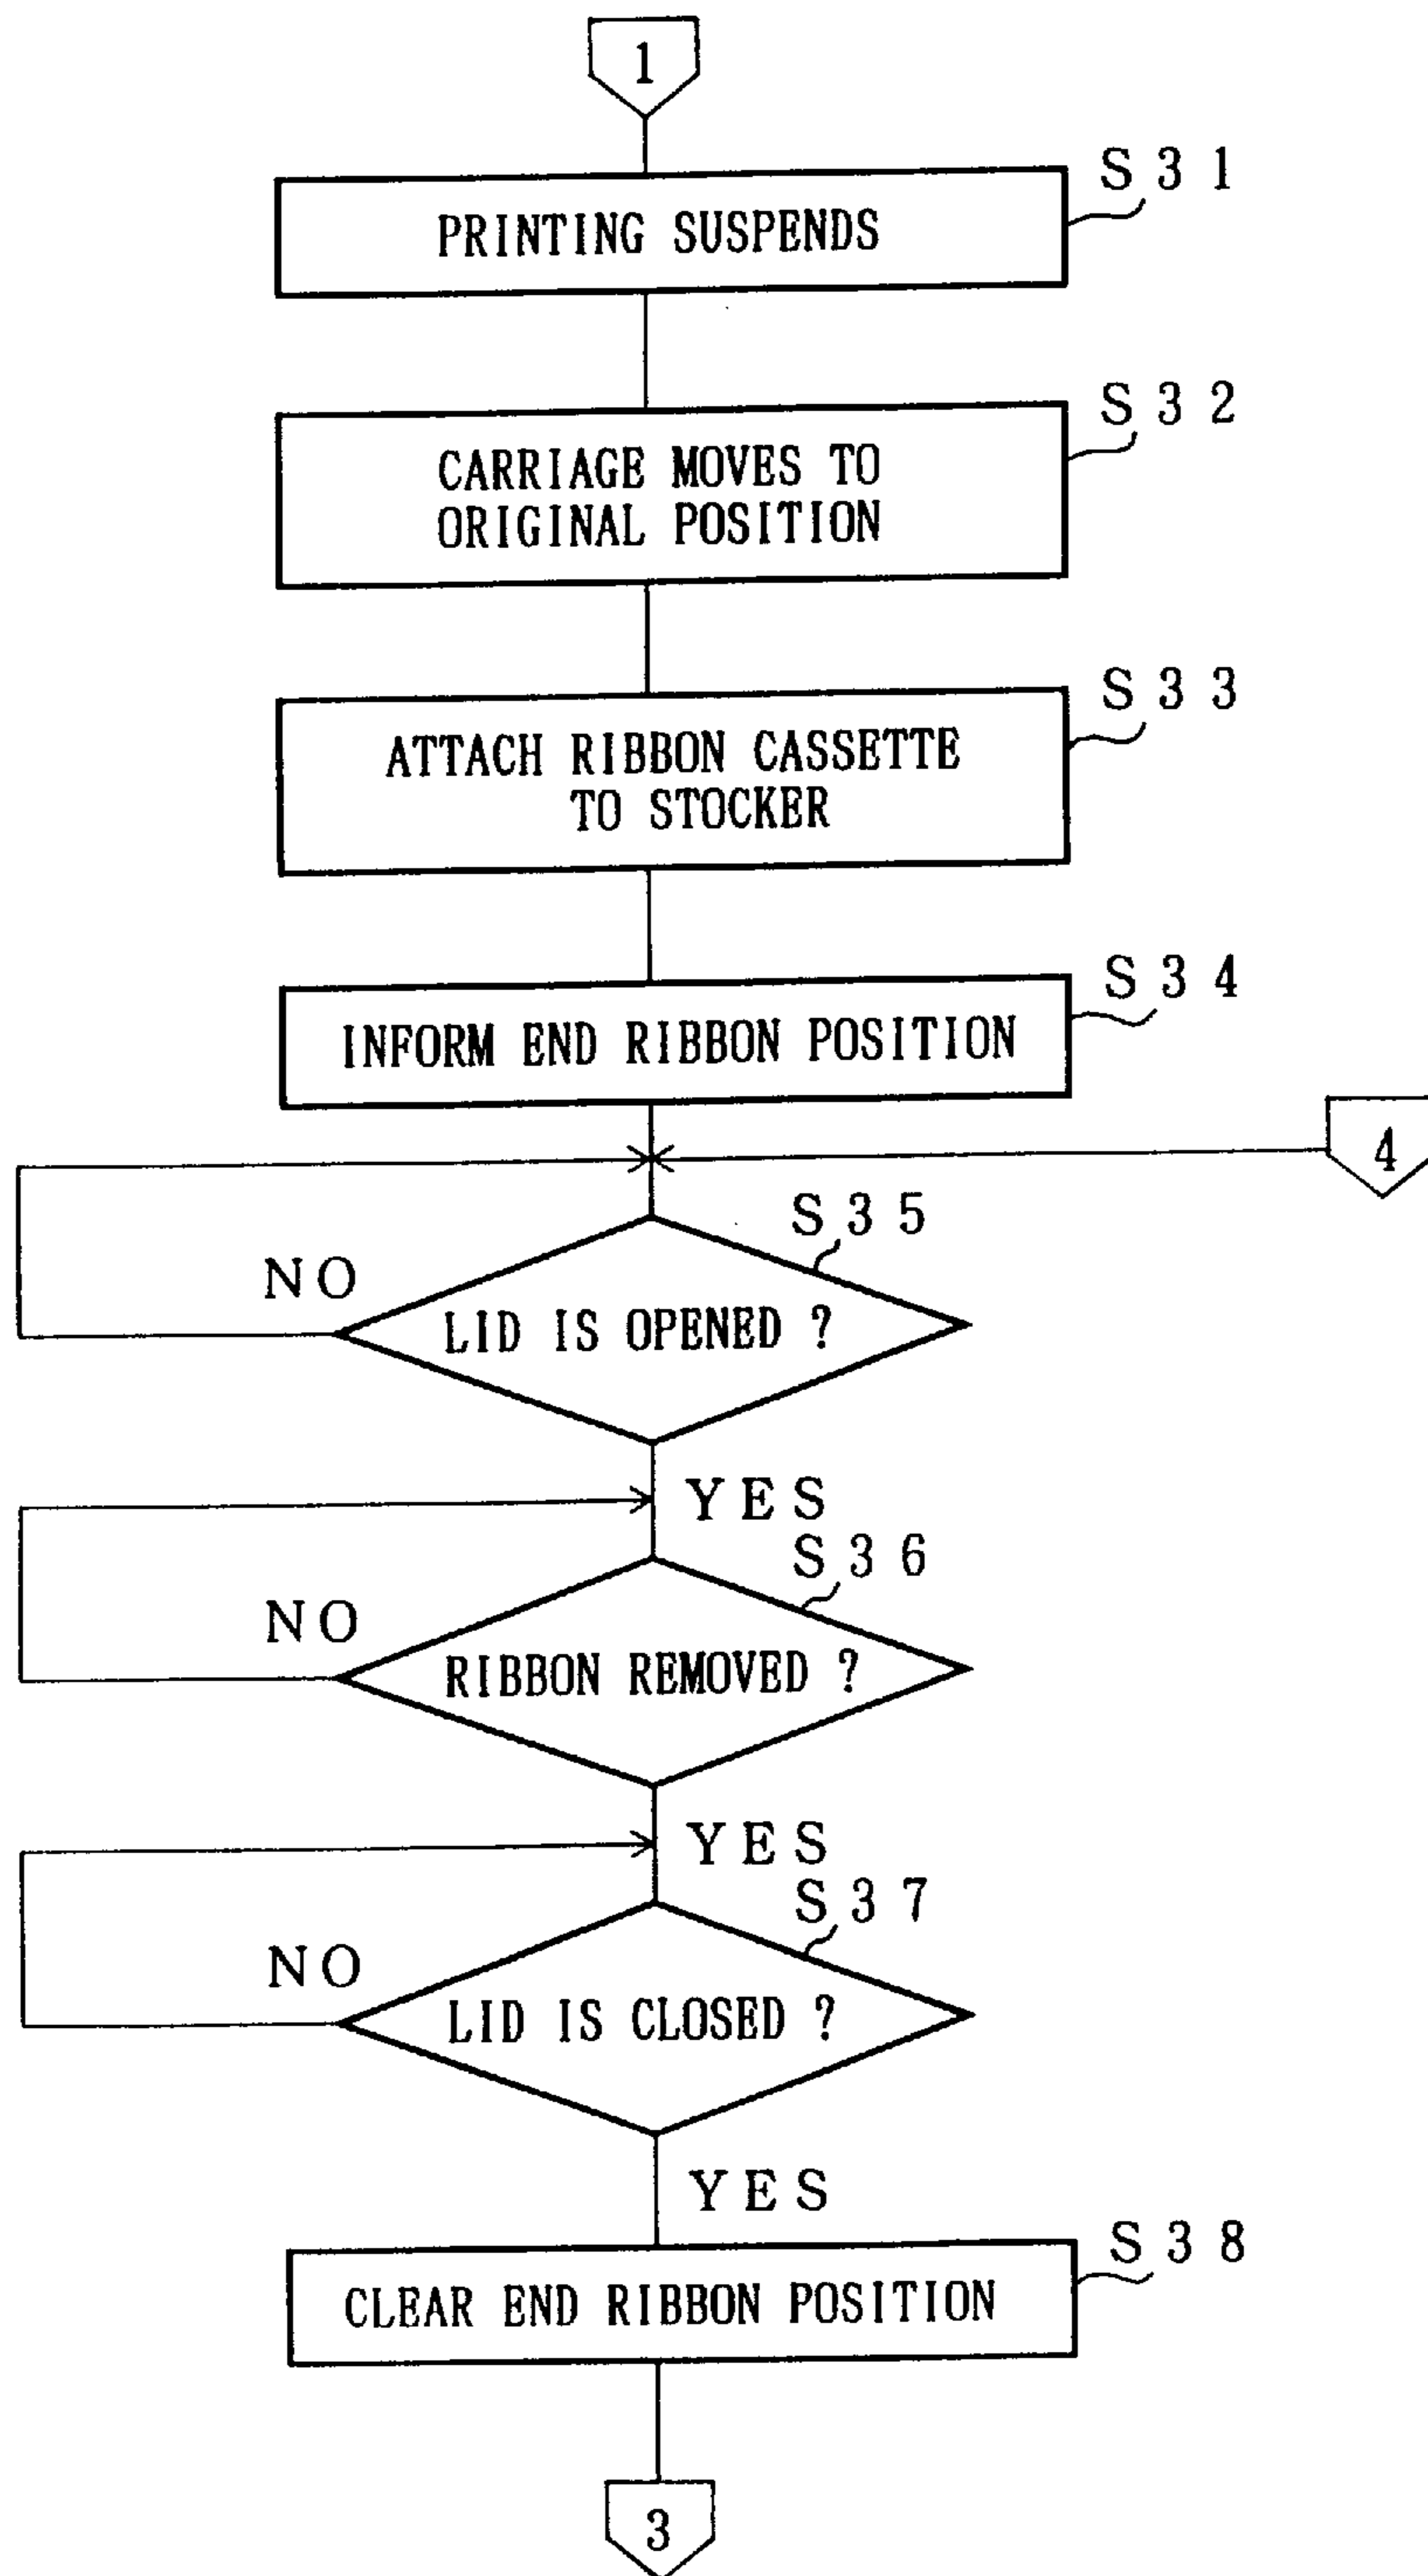 1
S31
PRINTING SUSPENDS
S32
CARRIAGE MOVES TO
ORIGINAL POSITION
S33
ATTACH RIBBON CASSETTE
TO STOCKER
S34
INFORM END RIBBON POSITION
4
S35
NO
LID IS OPENED ?
YES
S36
NO
RIBBON REMOVED ?
YES
S37
NO
LID IS CLOSED ?
YES
S38
CLEAR END RIBBON POSITION
3